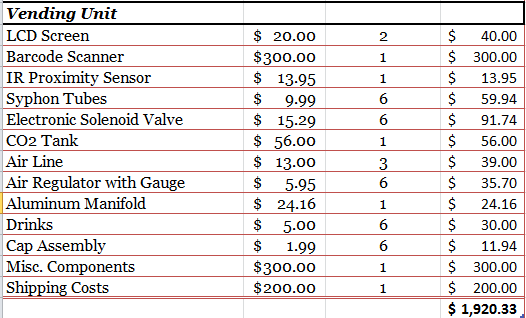 Vending Unit
LCD Screen $ 20.00 2 $ 40.00
Barcode Scanner $300.00 1 $ 300.00
IR Proximity Sensor $ 13.95 1 $ 13.95
Syphon Tubes $ 9.99 6 $ 59.94
Electronic Solenoid Valve $ 15.29 6 $ 91.74
CO2 Tank $ 56.00 1 $ 56.00
Air Line $ 13.00 3 $ 39.00
Air Regulator with Gauge $ 5.95 6 $ 35.70
Aluminum Manifold $ 24.16 1 $ 24.16
Drinks $ 5.00 6 $ 30.00
Cap Assembly $ 1.99 6 $ 11.94
Misc. Components $300.00 1 $ 300.00
Shipping Costs $200.00 1 $ 200.00
$ 1,920.33